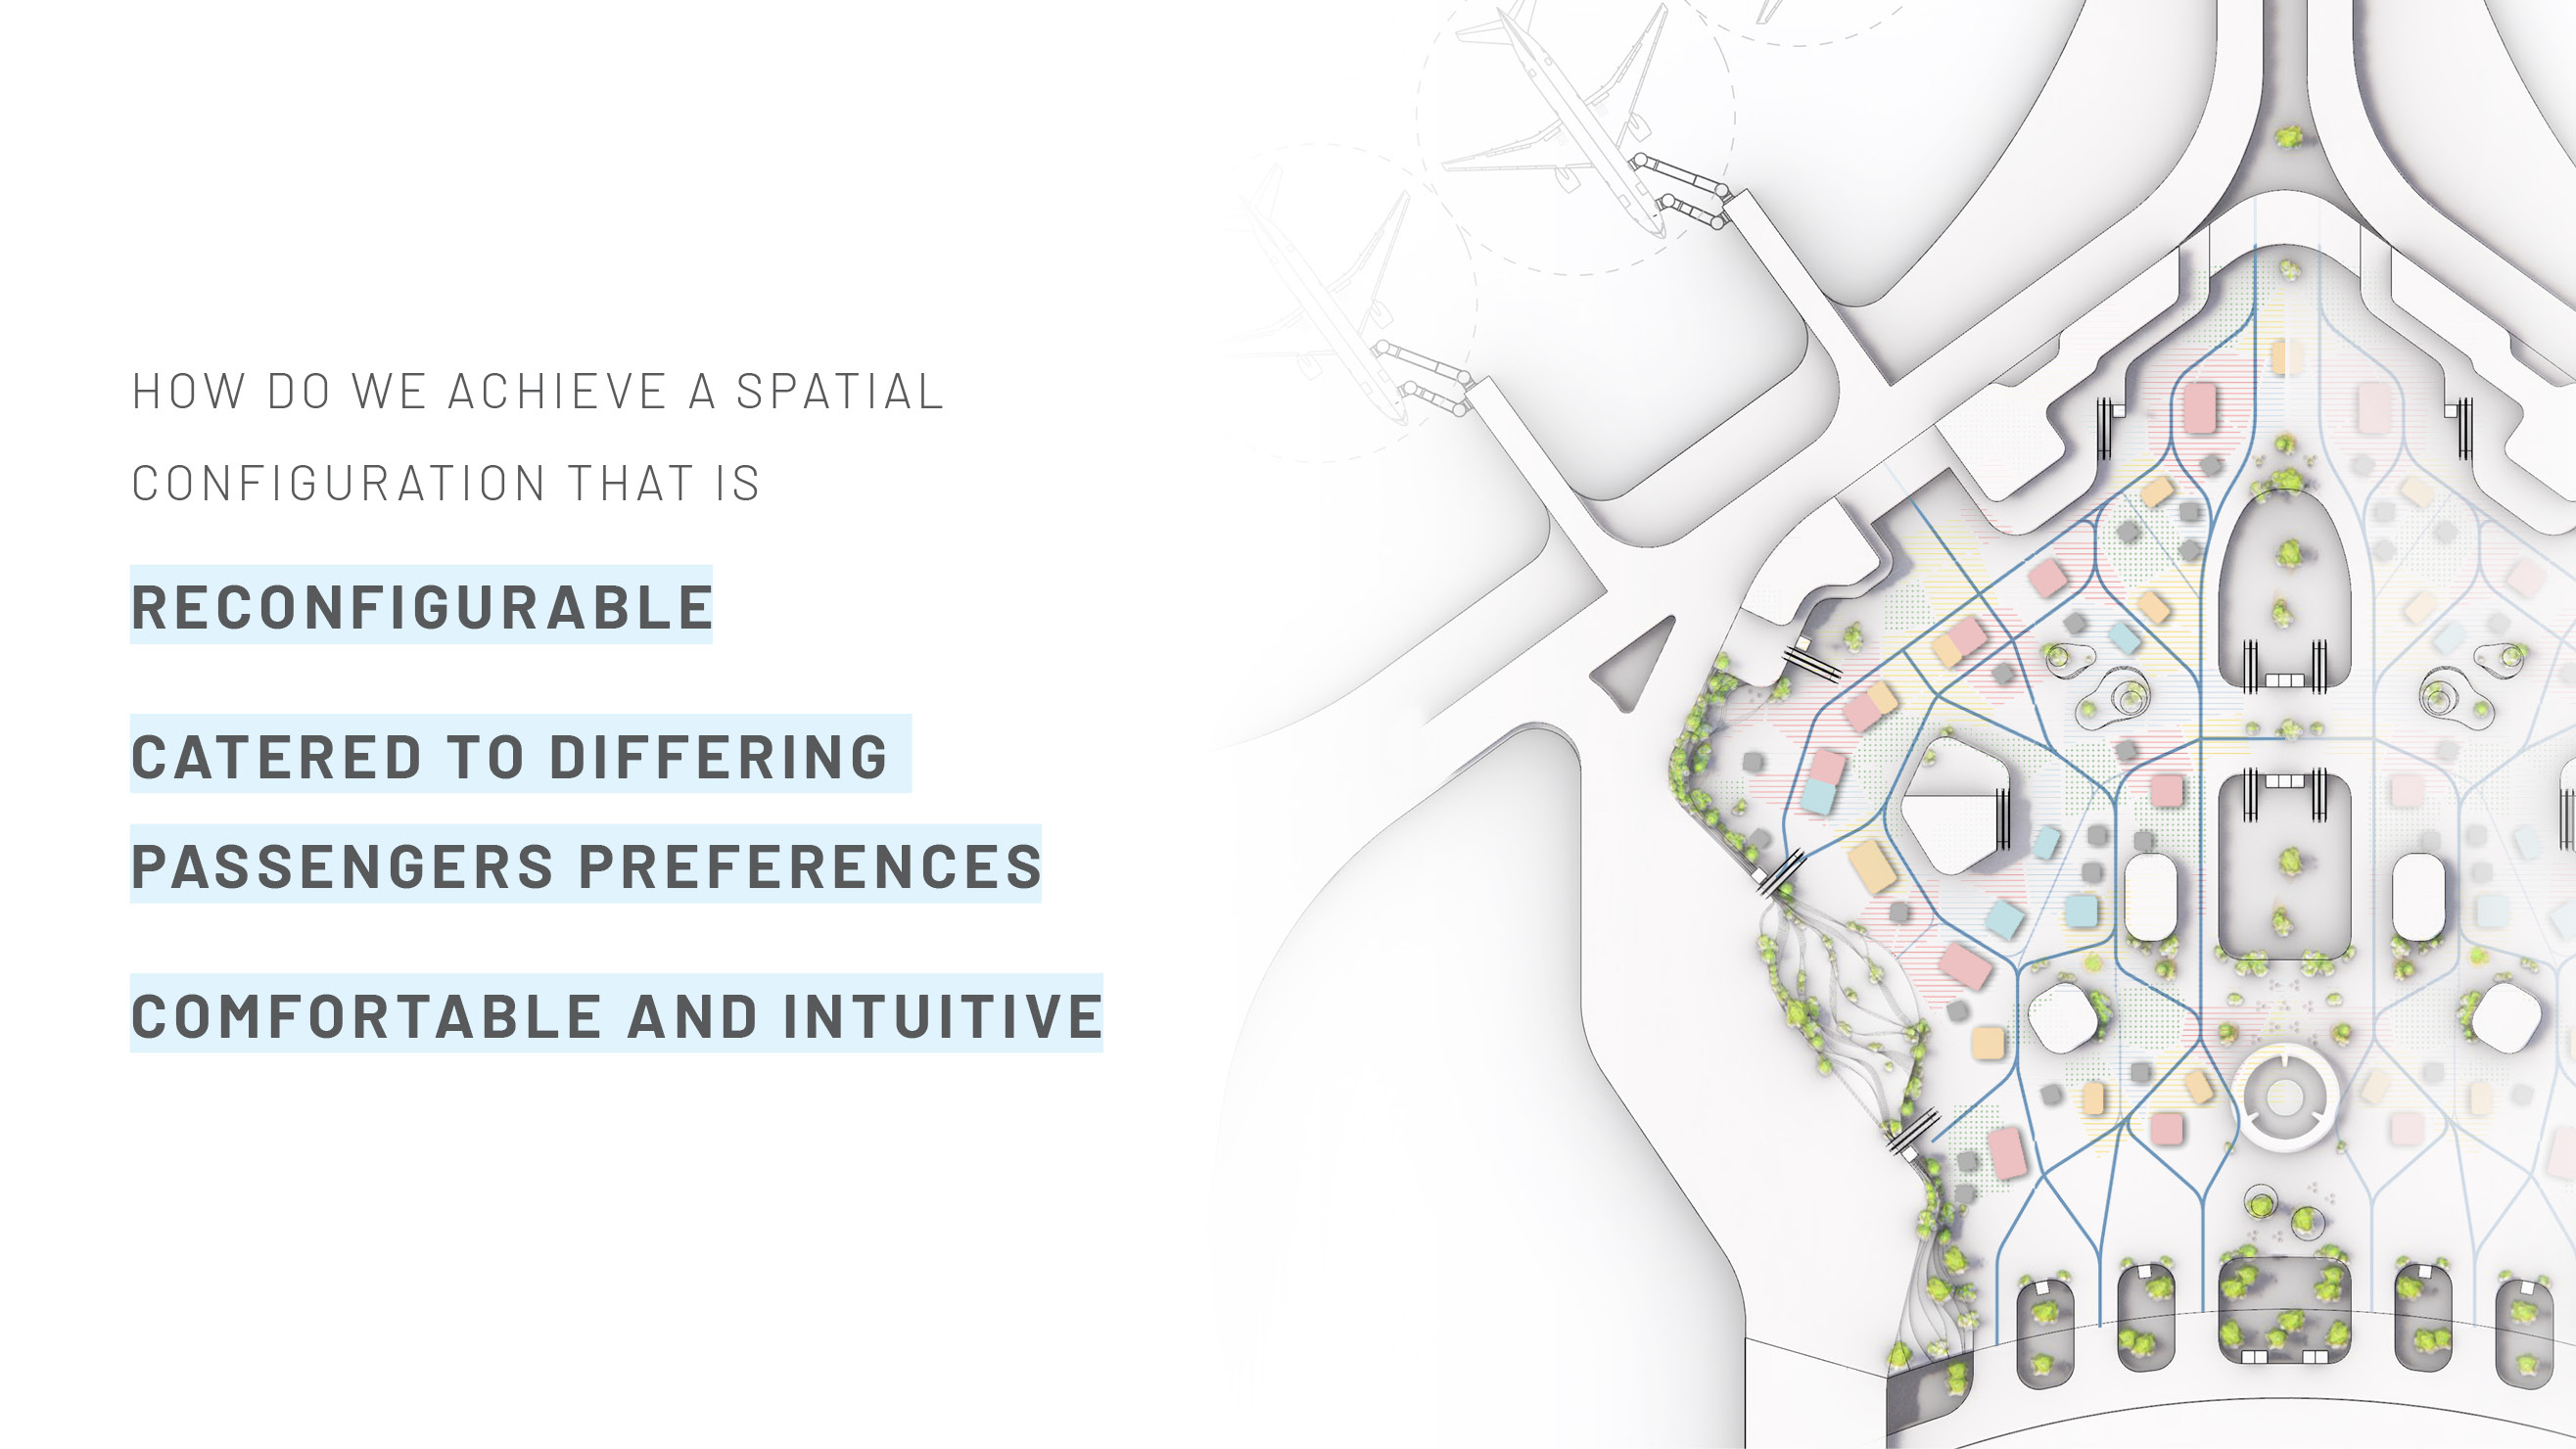 HOW DO WE ACHIEVE A SPATIAL
CONFIGURATION THAT IS
RECONFIGURABLE
CATERED TO DIFFERING
PASSENGERS PREFERENCES
COMFORTABLE AND INTUITIVE